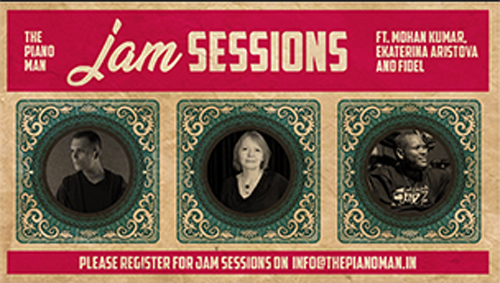 THE
PIANO
MAN
jam SESSIONS
FT. MOHAN KUMAR,
EKATERINA ARISTOVA
AND FIDEL
PLEASE REGISTER FOR JAM SESSIONS ON INFO@THEPIANOMAN.IN